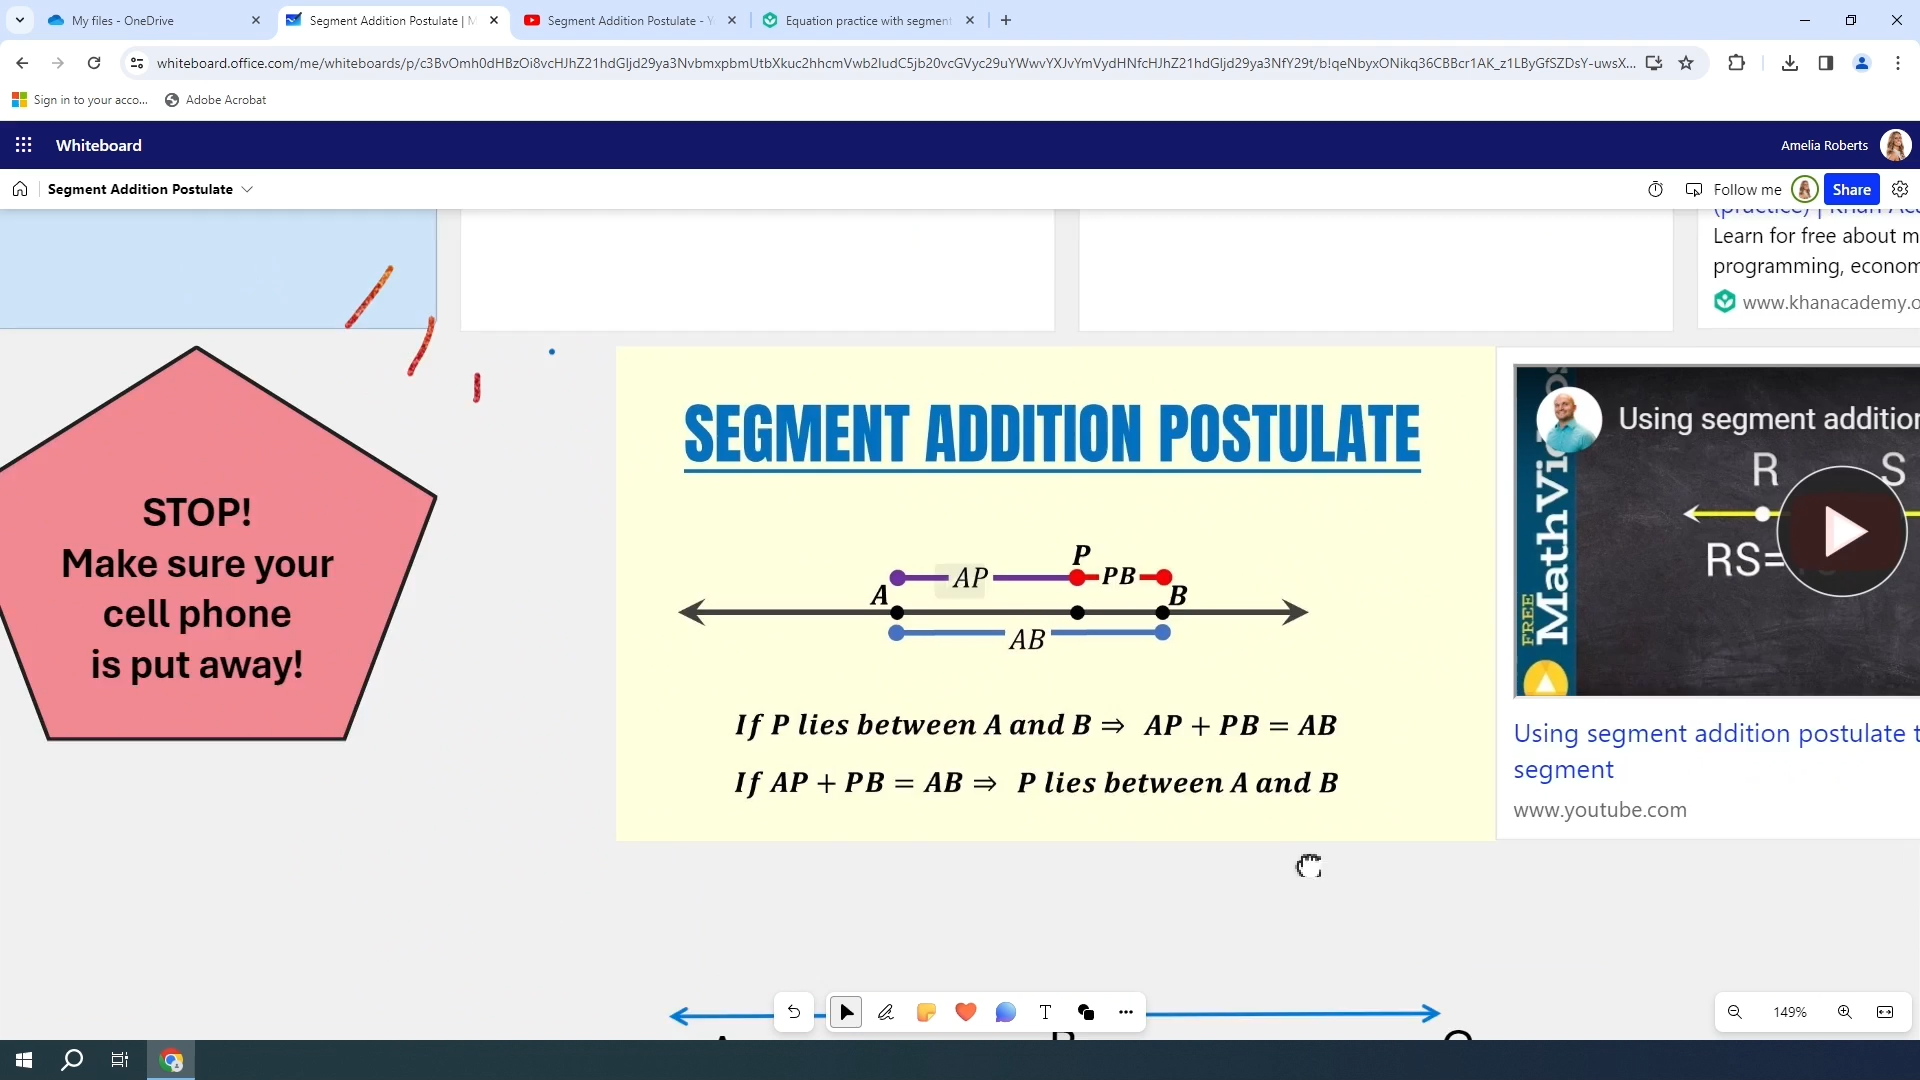 My files - OneDrive
Segment Addition Postulate | M
Segment Addition Postulate - Y
Equation practice with segment
whiteboard.office.com/me/whiteboards/p/
Sign in to your acco...
Adobe Acrobat
Whiteboard
Amelia Roberts
Segment Addition Postulate
Follow me
Share
(practice) | Khan Aca
Learn for free about m
programming, econom
www.khanacademy.o
STOP!
Make sure your
cell phone
is put away!
SEGMENT ADDITION POSTULATE
P
AP
PB
A
B
AB
If P lies between A and B ⇒ AP + PB = AB
If AP + PB = AB ⇒ P lies between A and B
Using segment addition
R S
RS=
FREE
MathVi
Using segment addition postulate t
segment
www.youtube.com
T
149%